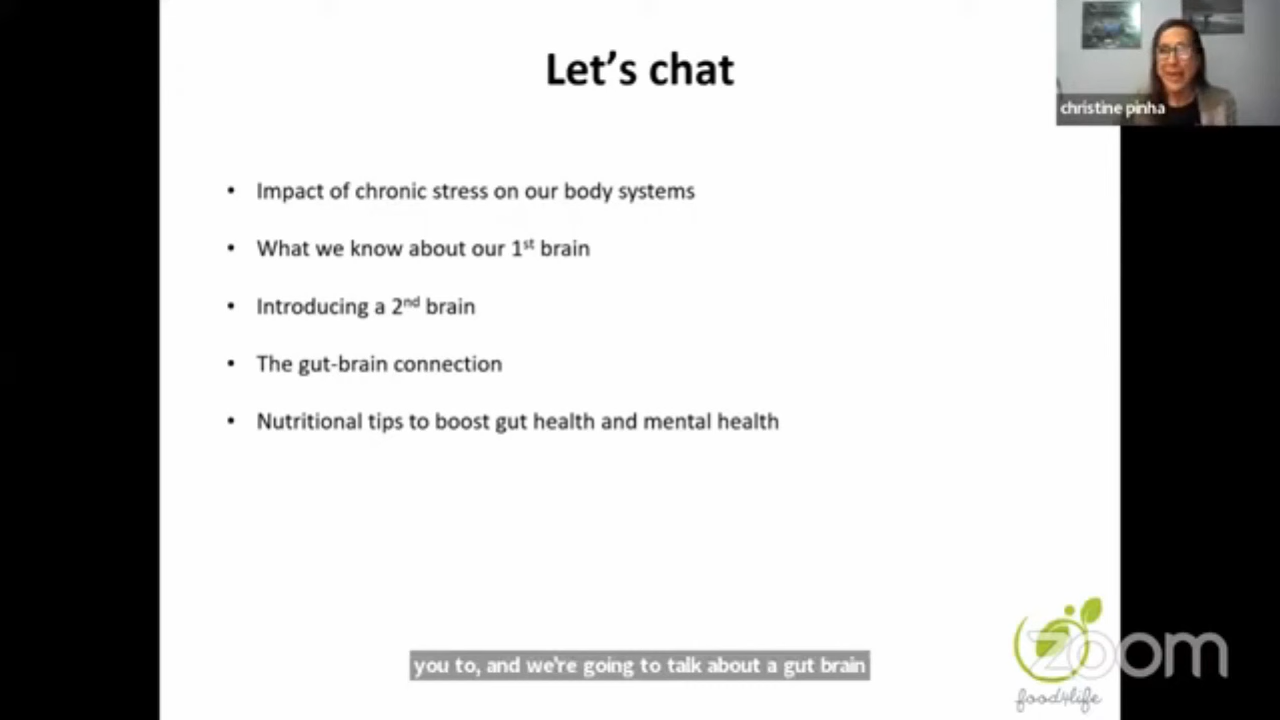 Let's chat
christine pinha
• Impact of chronic stress on our body systems
• What we know about our 1st brain
• Introducing a 2nd brain
• The gut-brain connection
• Nutritional tips to boost gut health and mental health
you to, and we're going to talk about a gut brain
zoom
food4life